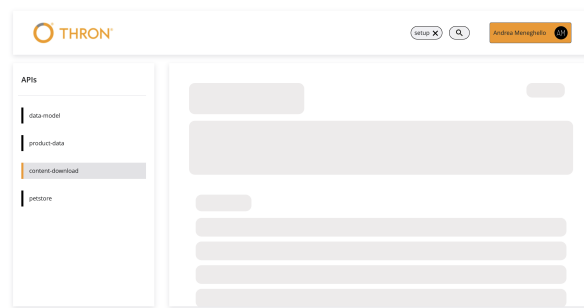 THRON
setup
Andrea Meneghello
AM
APIs
data-model
product-data
content-download
petstore